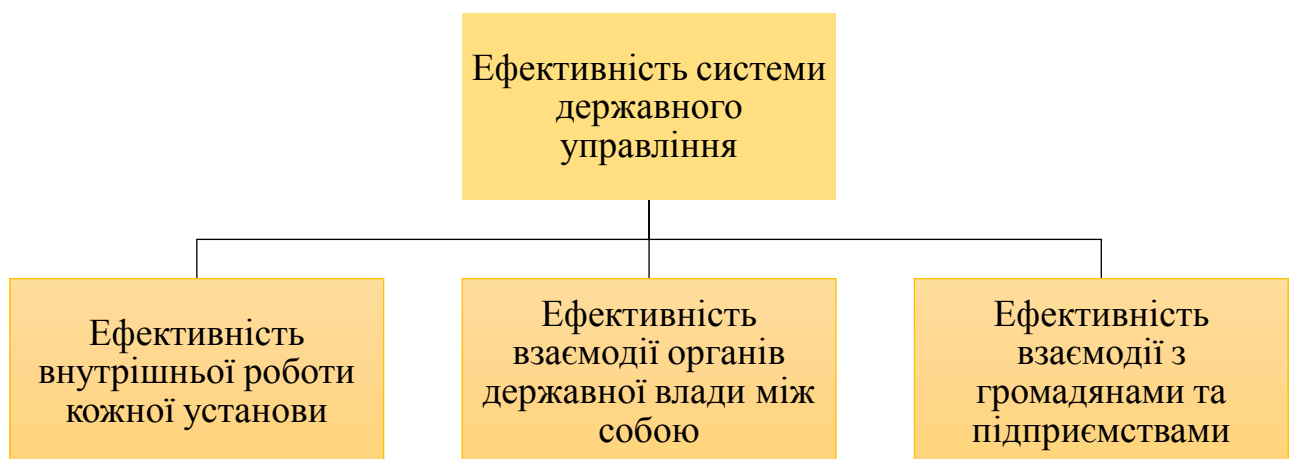 Ефективність системи
державного
управління
Ефективність
внутрішньої роботи
кожної установи
Ефективність
взаємодії органів
державної влади між
собою
Ефективність
взаємодії з
громадянами та
підприємствами